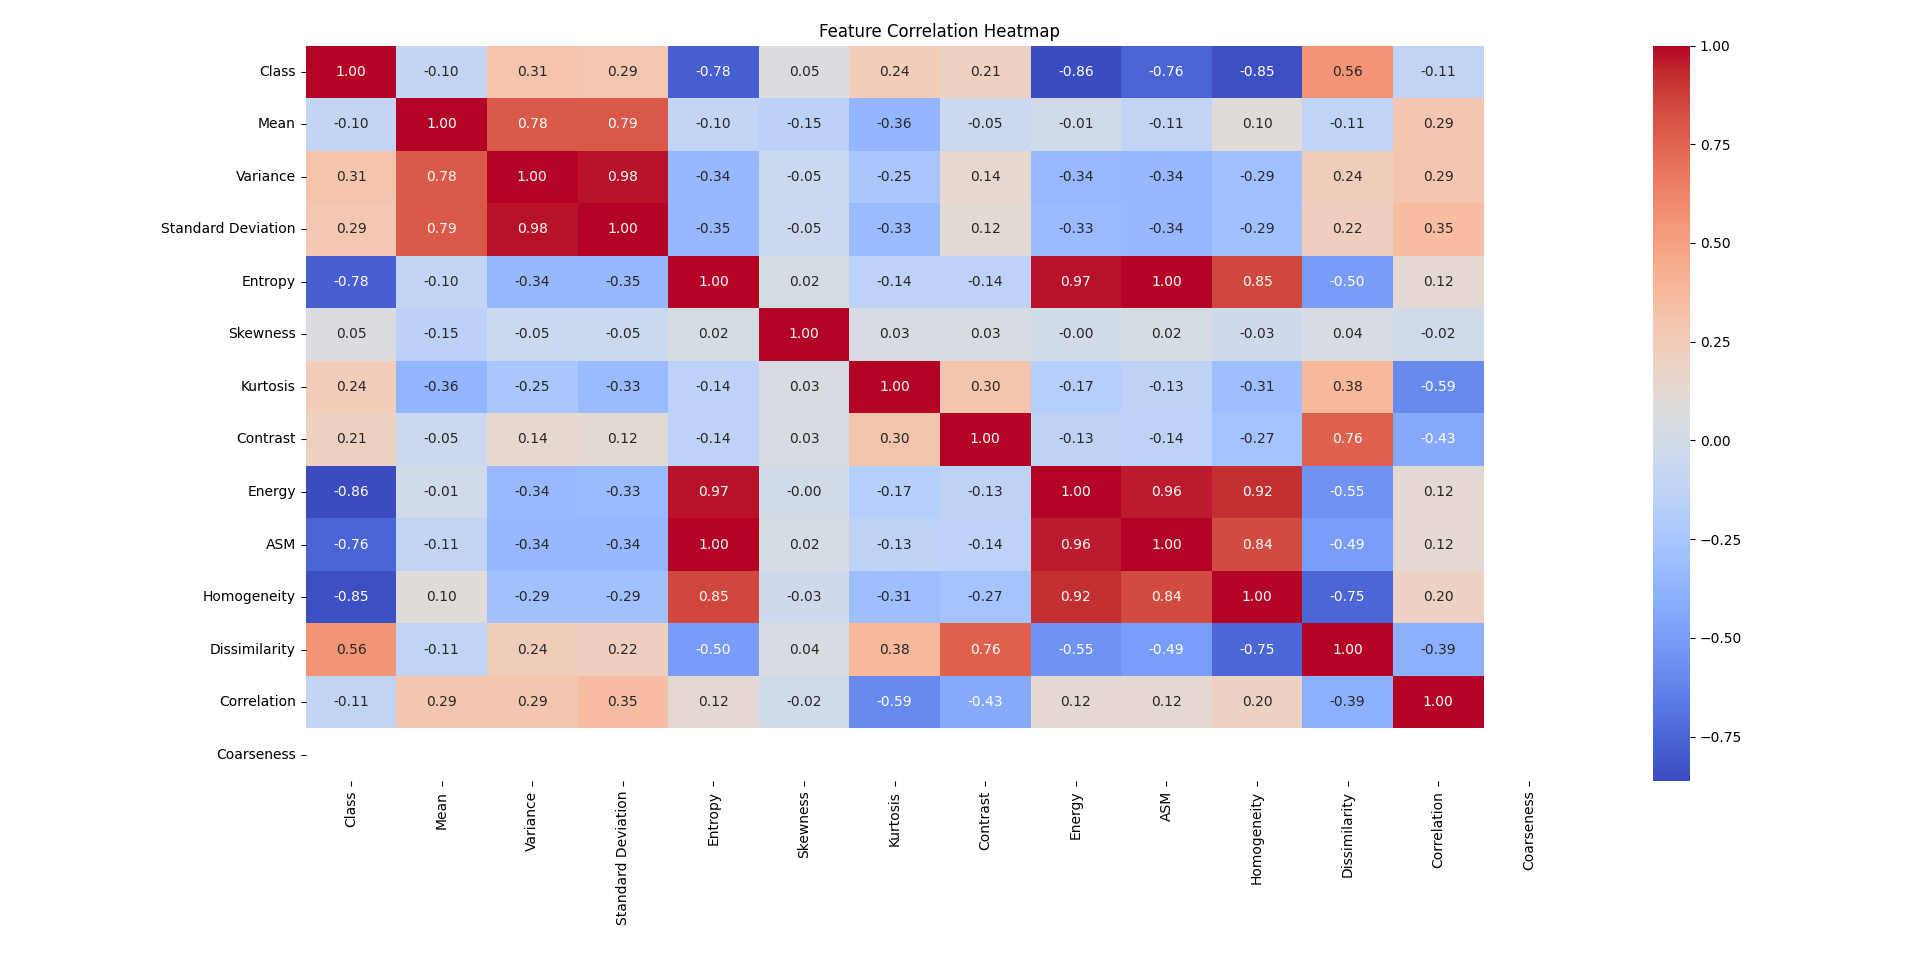 Feature Correlation Heatmap
Class 1.00 -0.10 0.31 0.29 -0.78 0.05 0.24 0.21 -0.86 -0.76 -0.85 0.56 -0.11
Mean -0.10 1.00 0.78 0.79 -0.10 -0.15 -0.36 -0.05 -0.01 -0.11 0.10 -0.11 0.29
Variance 0.31 0.78 1.00 0.98 -0.34 -0.05 -0.25 0.14 -0.34 -0.34 -0.29 0.24 0.29
Standard Deviation 0.29 0.79 0.98 1.00 -0.35 -0.05 -0.33 0.12 -0.33 -0.34 -0.29 0.22 0.35
Entropy -0.78 -0.10 -0.34 -0.35 1.00 0.02 -0.14 -0.14 0.97 1.00 0.85 -0.50 0.12
Skewness 0.05 -0.15 -0.05 -0.05 0.02 1.00 0.03 0.03 -0.00 0.02 -0.03 0.04 -0.02
Kurtosis 0.24 -0.36 -0.25 -0.33 -0.14 0.03 1.00 0.30 -0.17 -0.13 -0.31 0.38 -0.59
Contrast 0.21 -0.05 0.14 0.12 -0.14 0.03 0.30 1.00 -0.13 -0.14 -0.27 0.76 -0.43
Energy -0.86 -0.01 -0.34 -0.33 0.97 -0.00 -0.17 -0.13 1.00 0.96 0.92 -0.55 0.12
ASM -0.76 -0.11 -0.34 -0.34 1.00 0.02 -0.13 -0.14 0.96 1.00 0.84 -0.49 0.12
Homogeneity -0.85 0.10 -0.29 -0.29 0.85 -0.03 -0.31 -0.27 0.92 0.84 1.00 -0.75 0.20
Dissimilarity 0.56 -0.11 0.24 0.22 -0.50 0.04 0.38 0.76 -0.55 -0.49 -0.75 1.00 -0.39
Correlation -0.11 0.29 0.29 0.35 0.12 -0.02 -0.59 -0.43 0.12 0.12 0.20 -0.39 1.00
Coarseness
Class Mean Variance Standard Deviation Entropy Skewness Kurtosis Contrast Energy ASM Homogeneity Dissimilarity Correlation Coarseness
1.00
0.75
0.50
0.25
0.00
−0.25
−0.50
−0.75